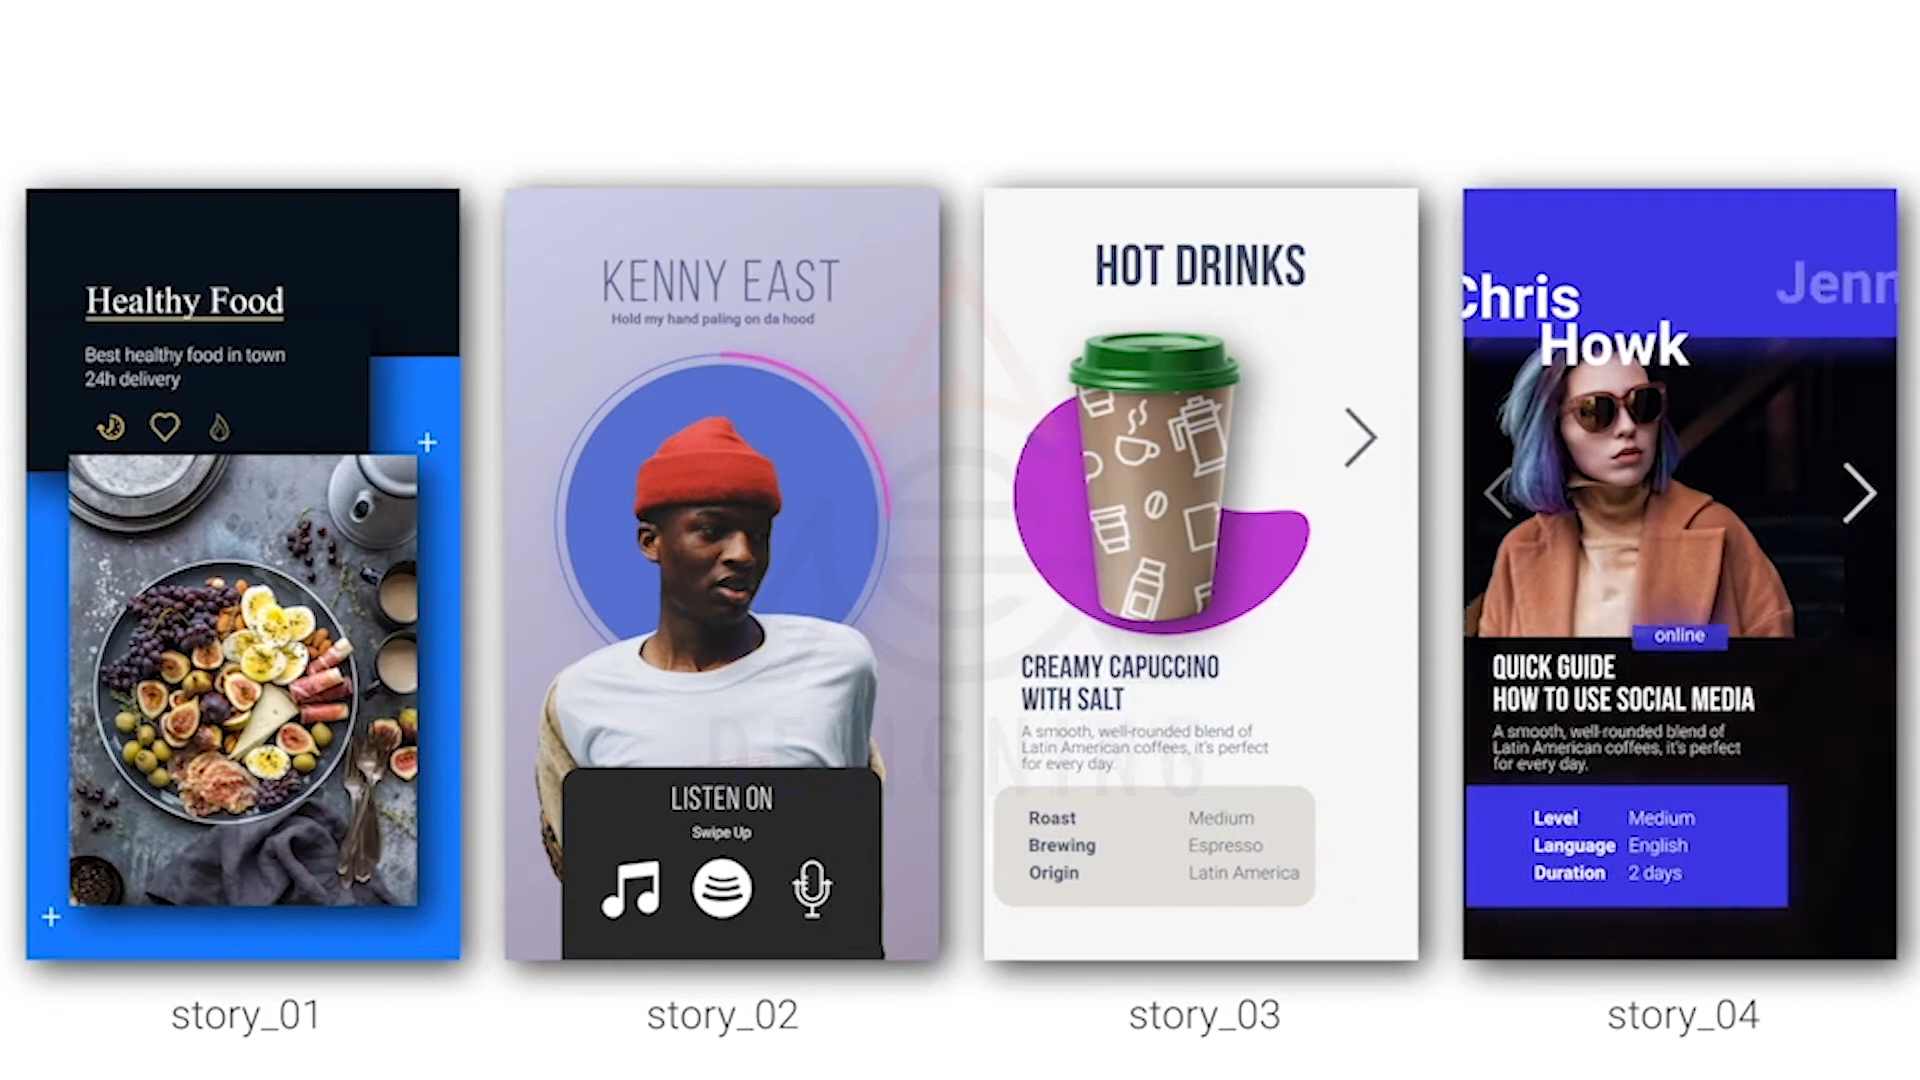 Healthy Food
Best healthy food in town
24h delivery
KENNY EAST
Hold my hand paling on da hood
LISTEN ON
Swipe Up
HOT DRINKS
CREAMY CAPUCCINO
WITH SALT
A smooth, well-rounded blend of
Latin American coffees, it's perfect
for every day.
Roast Medium
Brewing Espresso
Origin Latin America
Chris
Howk
Jenn
online
QUICK GUIDE
HOW TO USE SOCIAL MEDIA
A smooth, well-rounded blend of
Latin American coffees, it's perfect
for every day.
Level Medium
Language English
Duration 2 days
DESIGNING
story_01
story_02
story_03
story_04